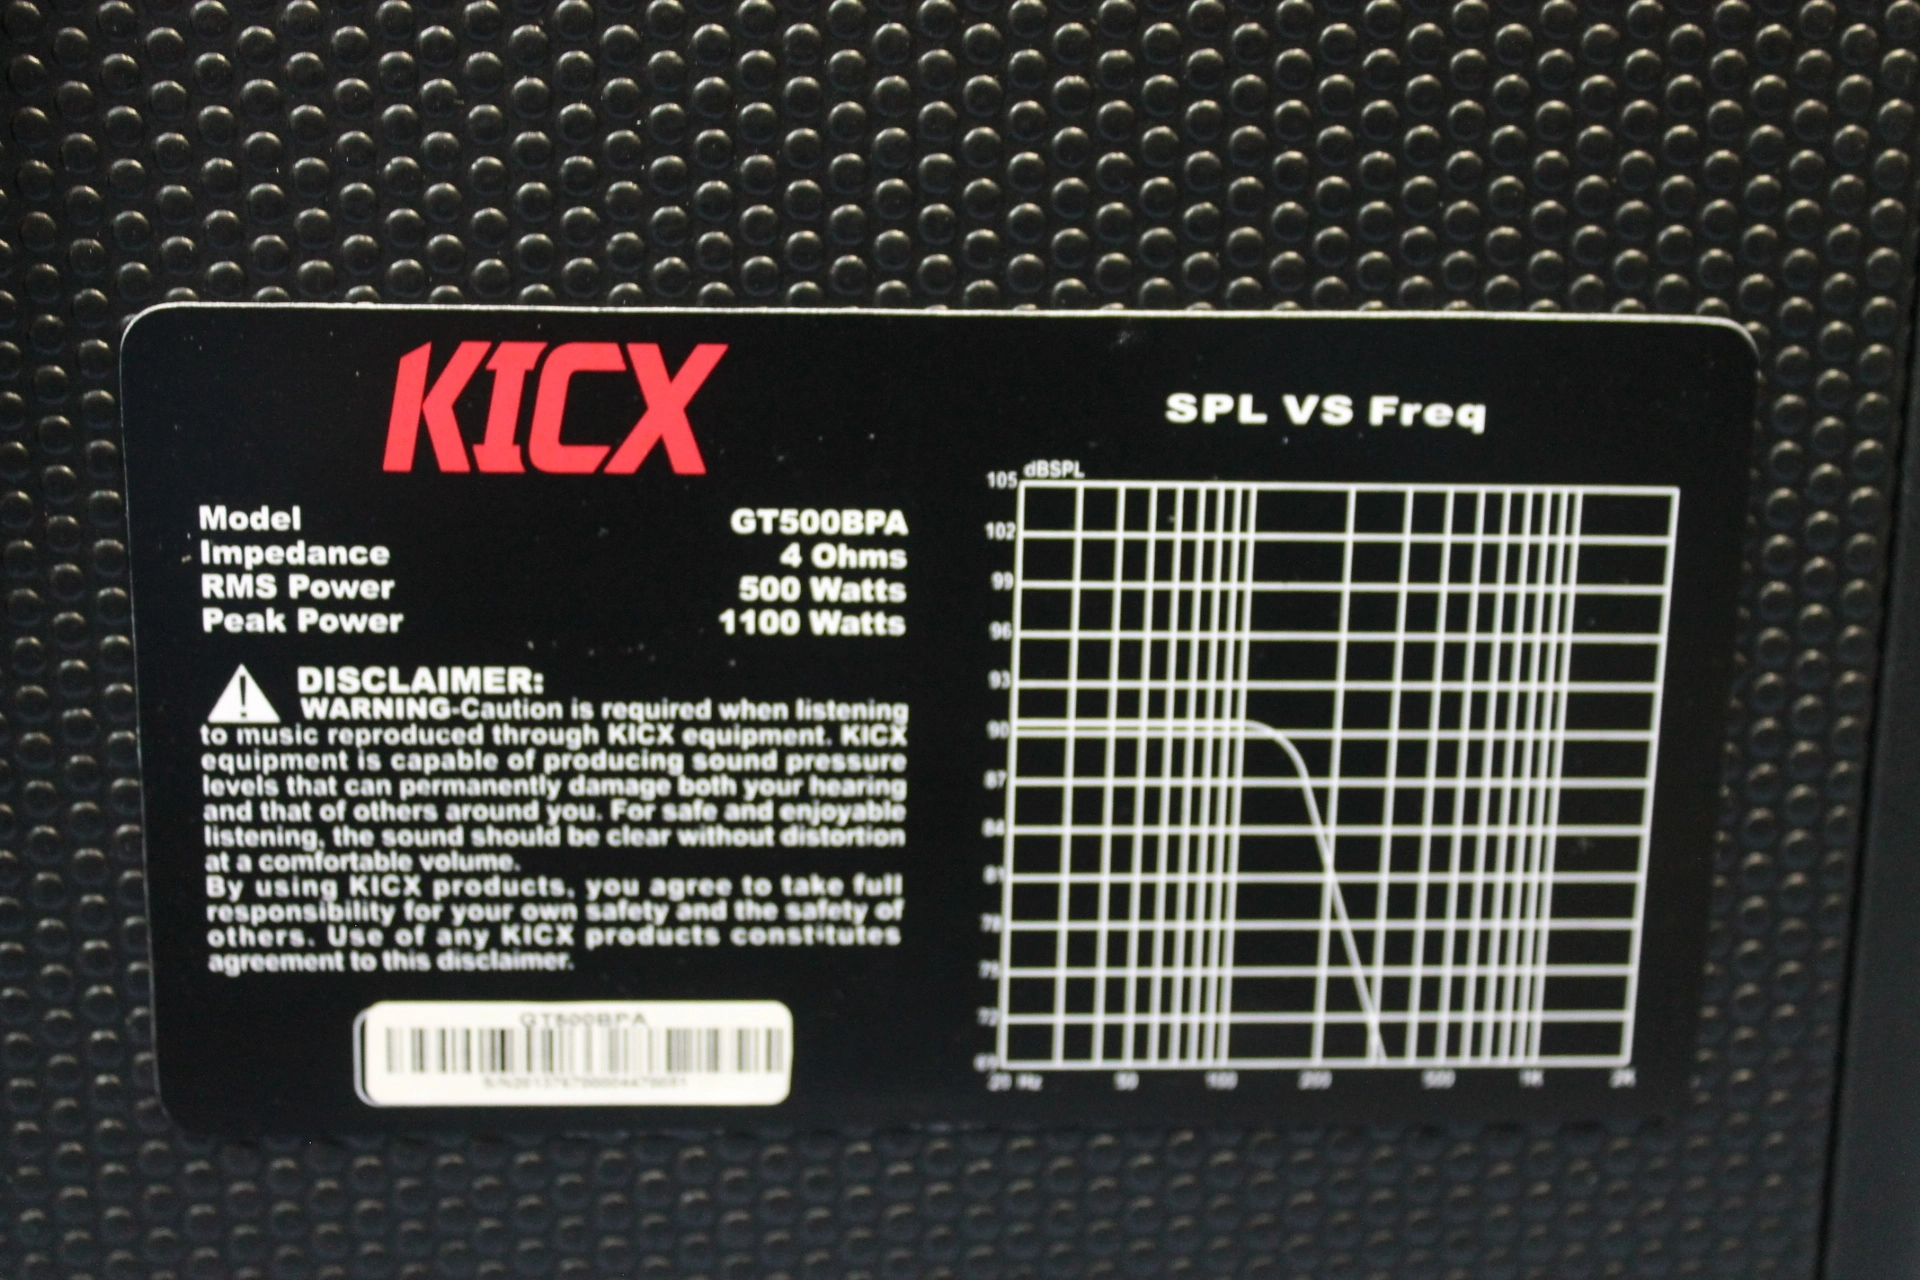 KICX
Model GT500BPA
Impedance 4 Ohms
RMS Power 500 Watts
Peak Power 1100 Watts
DISCLAIMER:
WARNING-Caution is required when listening
to music reproduced through KICX equipment. KICX
equipment is capable of producing sound pressure
levels that can permanently damage both your hearing
and that of others around you. For safe and enjoyable
listening, the sound should be clear without distortion
at a comfortable volume.
By using KICX products, you agree to take full
responsibility for your own safety and the safety of
others. Use of any KICX products constitutes
agreement to this disclaimer.
GT500BPA
SPL VS Freq
dBSPL
105
102
99
96
93
90
87
84
81
78
75
72
69
20 Hz 50 100 200 500 1K 2K